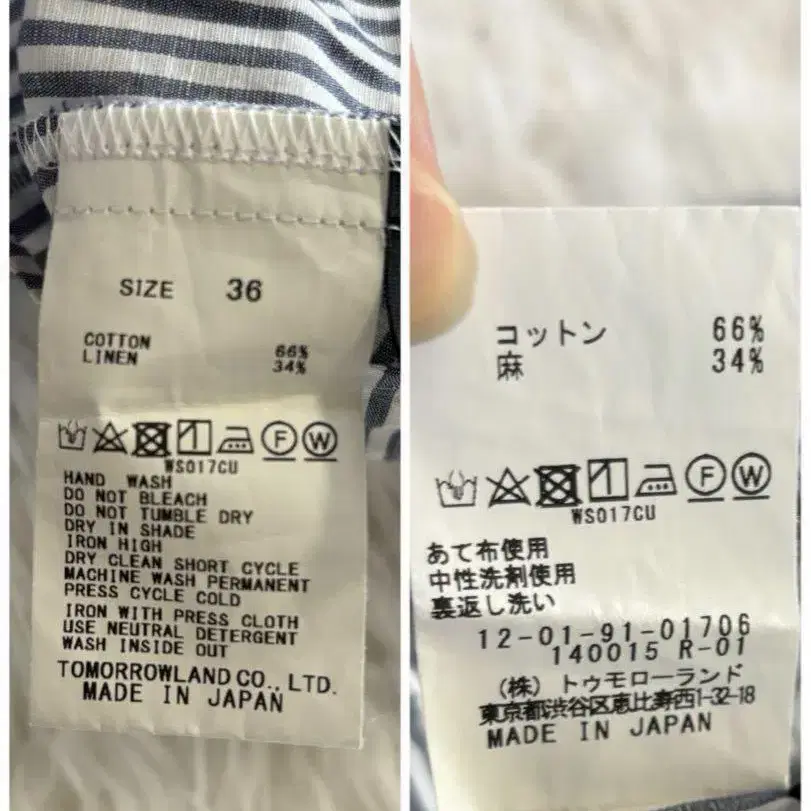 SIZE 36
COTTON 66%
LINEN 34%
F W
WS017CU
HAND WASH
DO NOT BLEACH
DO NOT TUMBLE DRY
DRY IN SHADE
IRON HIGH
DRY CLEAN SHORT CYCLE
MACHINE WASH PERMANENT
PRESS CYCLE COLD
IRON WITH PRESS CLOTH
USE NEUTRAL DETERGENT
WASH INSIDE OUT
TOMORROWLAND CO., LTD.
MADE IN JAPAN
コットン 66%
麻 34%
F W
WS017CU
あて布使用
中性洗剤使用
裏返し洗い
12-01-91-01706
140015 R-01
(株) トゥモローランド
東京都渋谷区恵比寿西1-32-18
MADE IN JAPAN